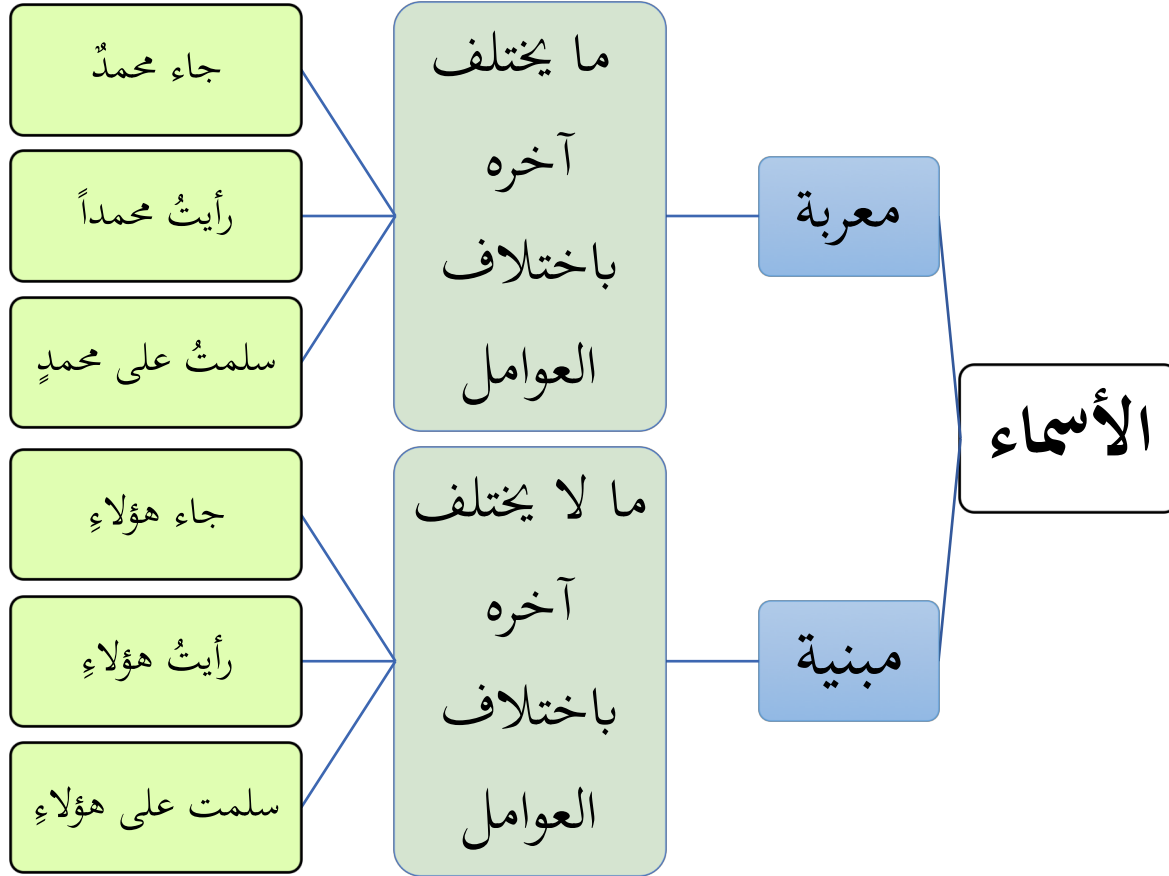 الأسماء
معربة
ما يختلف
آخره
باختلاف
العوامل
جاء محمدٌ
رأيتُ محمداً
سلمتُ على محمدٍ
مبنية
ما لا يختلف
آخره
باختلاف
العوامل
جاء هؤلاءِ
رأيتُ هؤلاءِ
سلمت على هؤلاءِ